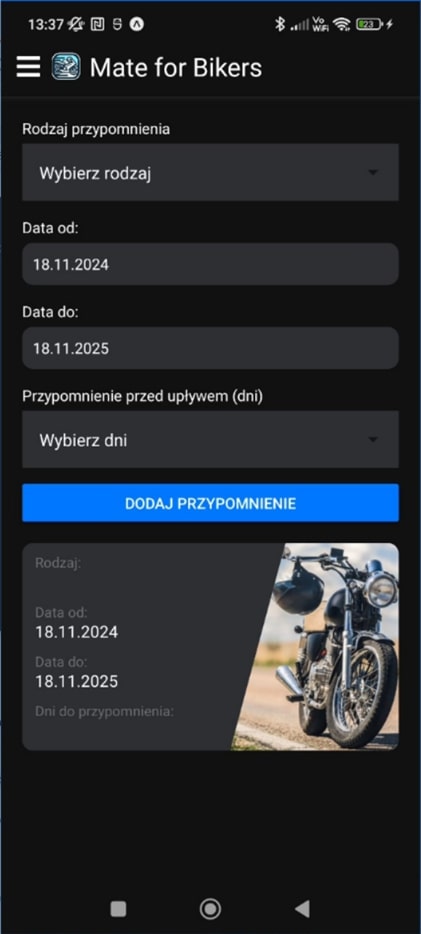 13:37
Vo
WiFi
23
Mate for Bikers
Rodzaj przypomnienia
Wybierz rodzaj
Data od:
18.11.2024
Data do:
18.11.2025
Przypomnienie przed upływem (dni)
Wybierz dni
DODAJ PRZYPOMNIENIE
Rodzaj:
Data od:
18.11.2024
Data do:
18.11.2025
Dni do przypomnienia: